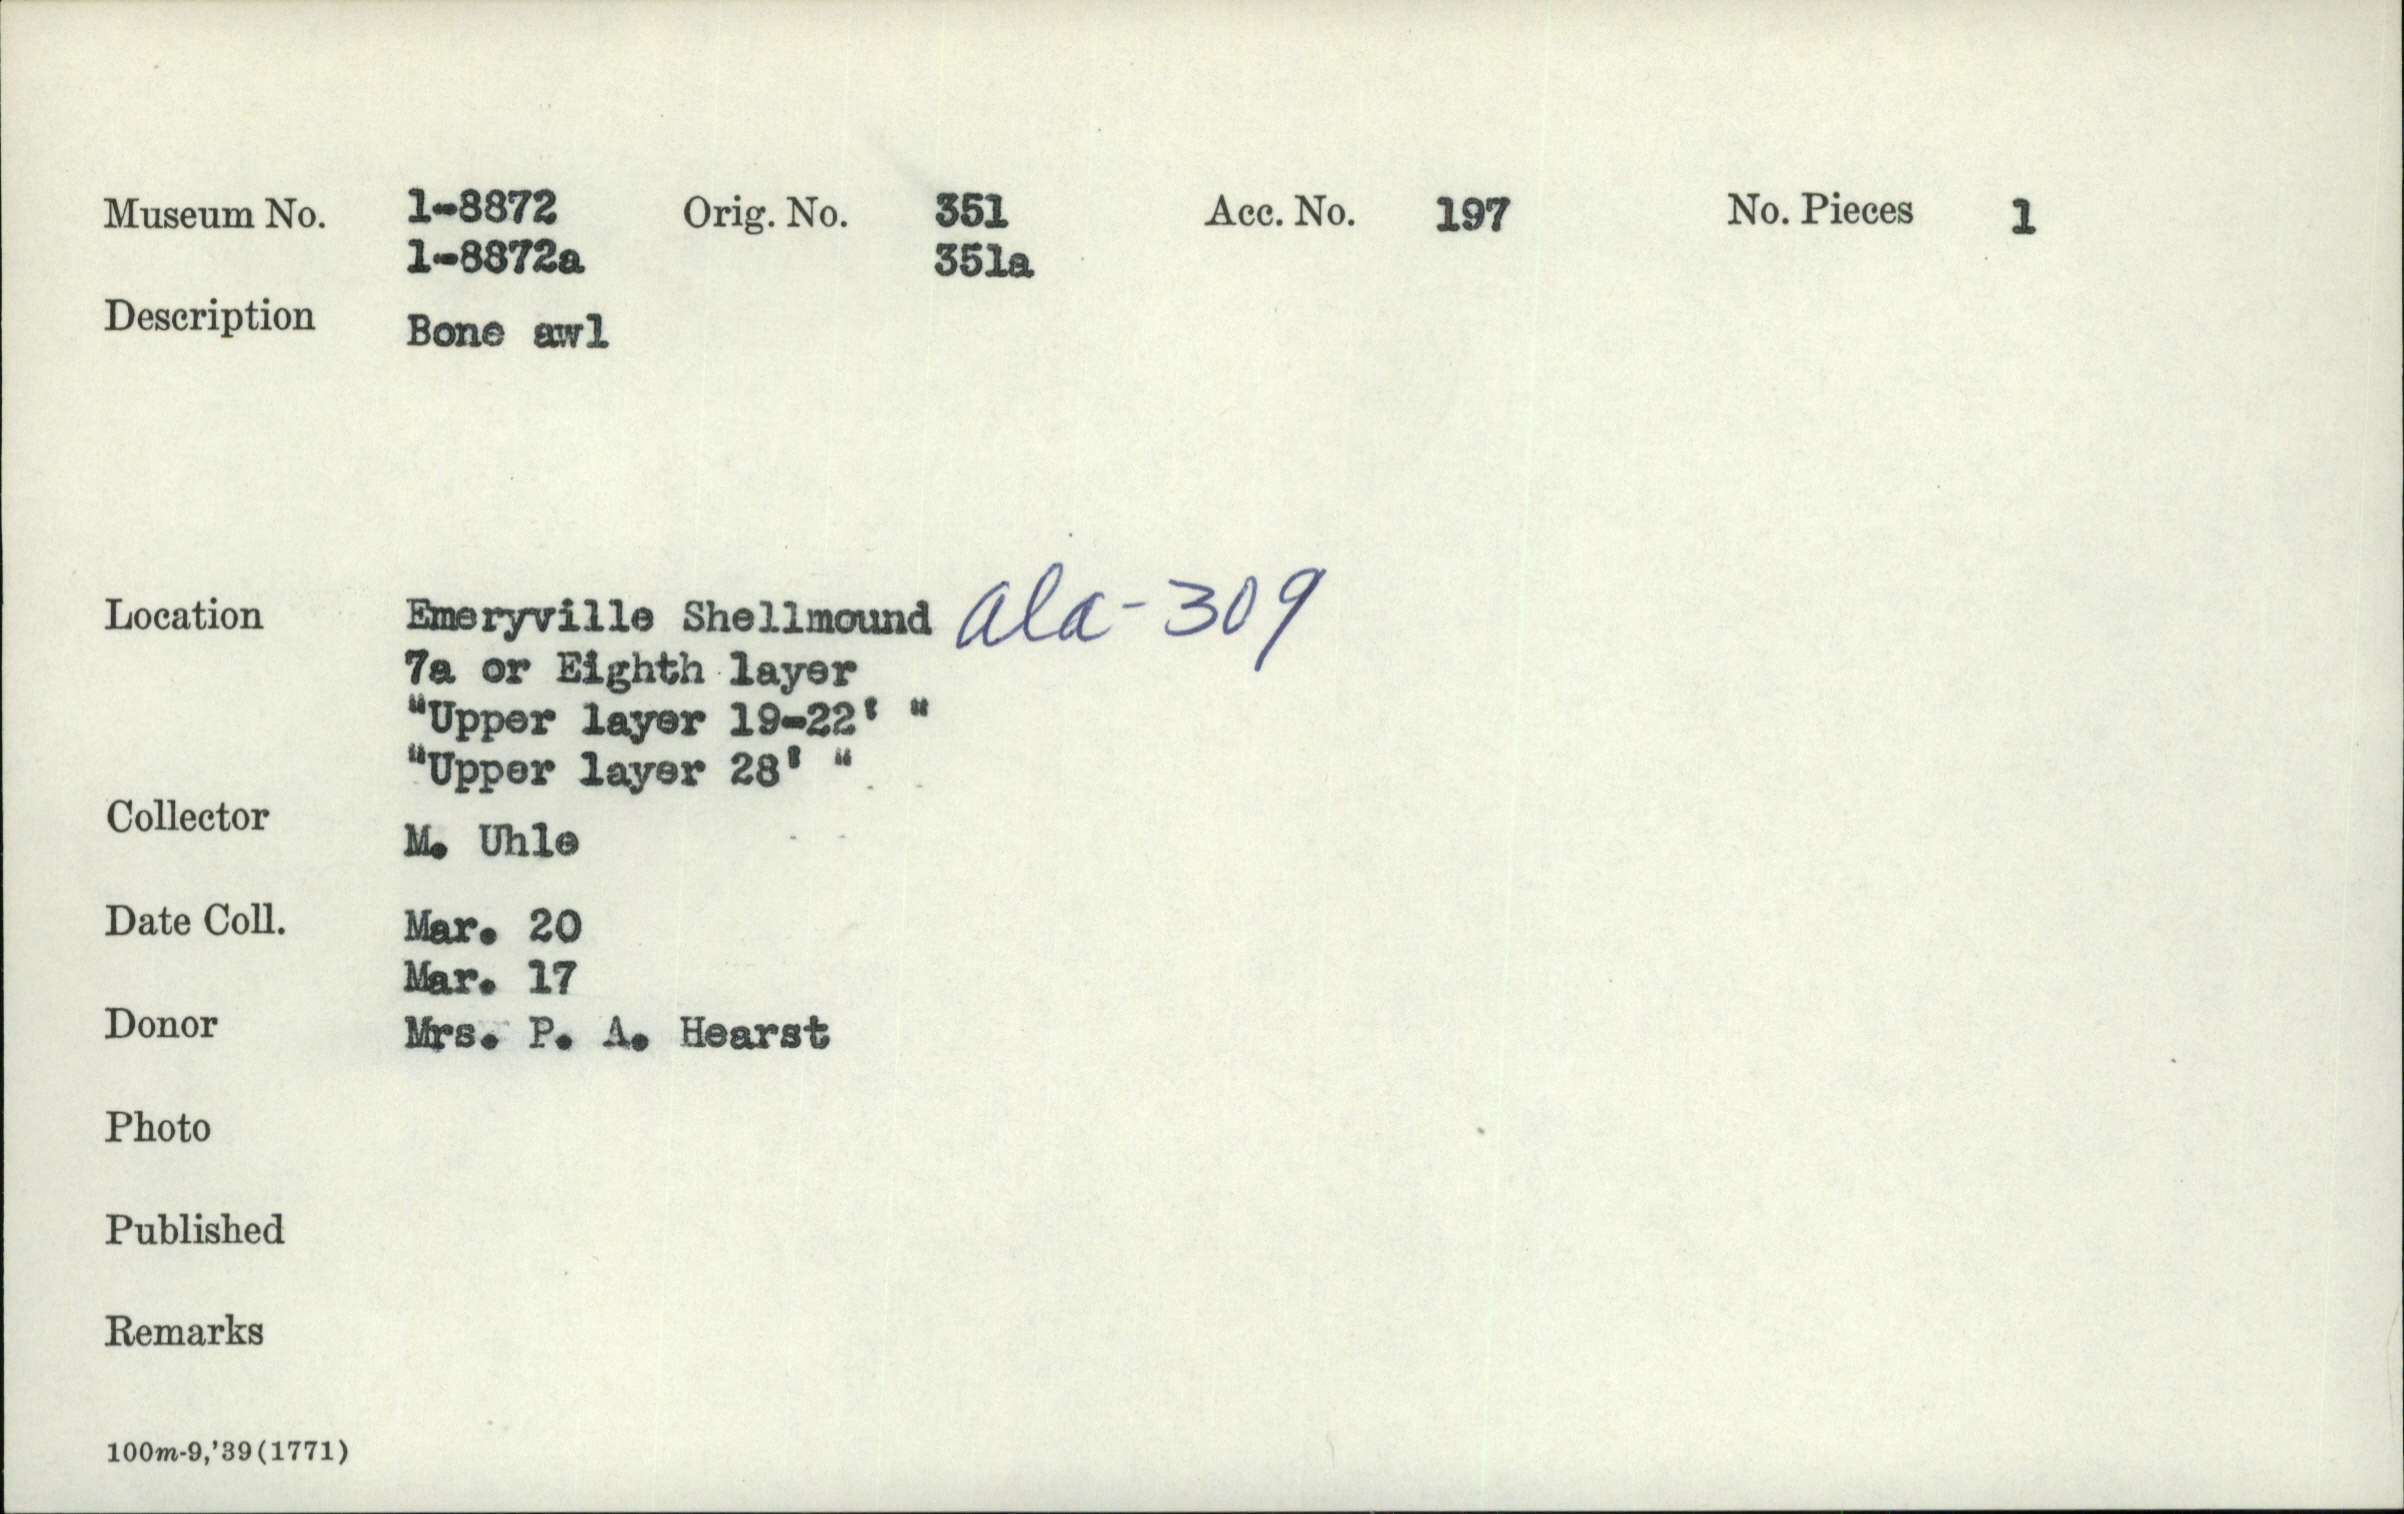 Museum No. 1-8872 Orig. No. 351 Acc. No. 197 No. Pieces 1
1-8872a 351a
Description Bone awl
Location Emeryville Shellmound ala-309
7a or Eighth layer
"Upper layer 19-22' "
"Upper layer 28' "
Collector M. Uhle
Date Coll. Mar. 20
Mar. 17
Donor Mrs. P. A. Hearst
Photo
Published
Remarks
100m-9,'39(1771)